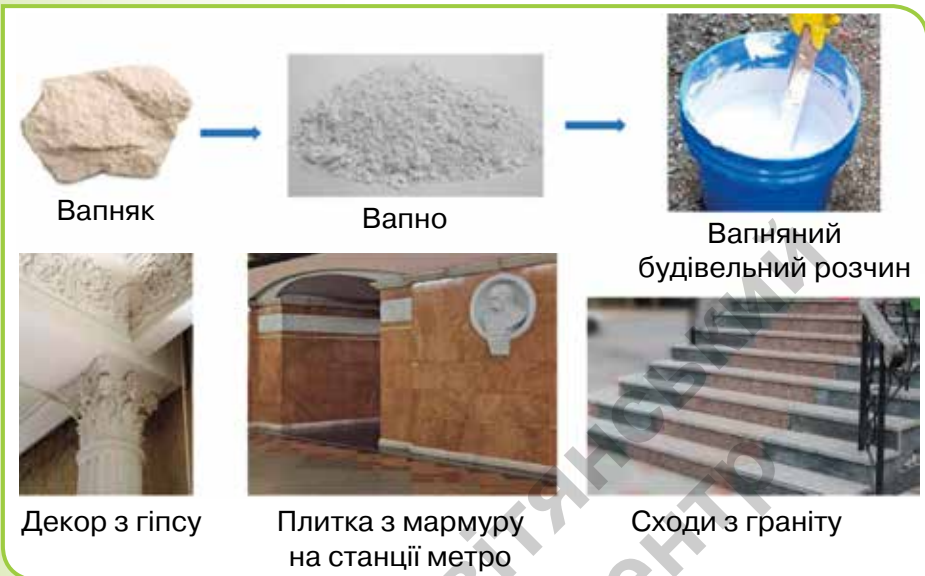 Вапняк
Вапно
Вапняний
будівельний розчин
Декор з гіпсу
Плитка з мармуру
на станції метро
Сходи з граніту